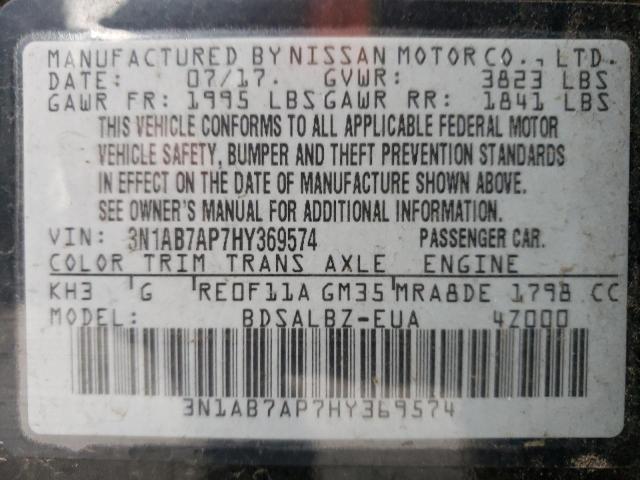 MANUFACTURED BY NISSAN MOTOR CO., LTD.
DATE: 07/17. GVWR: 3823 LBS
GAWR FR: 1995 LBS GAWR RR: 1841 LBS
THIS VEHICLE CONFORMS TO ALL APPLICABLE FEDERAL MOTOR
VEHICLE SAFETY, BUMPER AND THEFT PREVENTION STANDARDS
IN EFFECT ON THE DATE OF MANUFACTURE SHOWN ABOVE.
SEE OWNER'S MANUAL FOR ADDITIONAL INFORMATION.
VIN: 3N1AB7AP7HY369574 PASSENGER CAR.
COLOR TRIM TRANS AXLE ENGINE
KH3 G RE0F11A GM35 MRA8DE 1798 CC
MODEL: BDSALBZ-EUA 4Z000
3N1AB7AP7HY369574